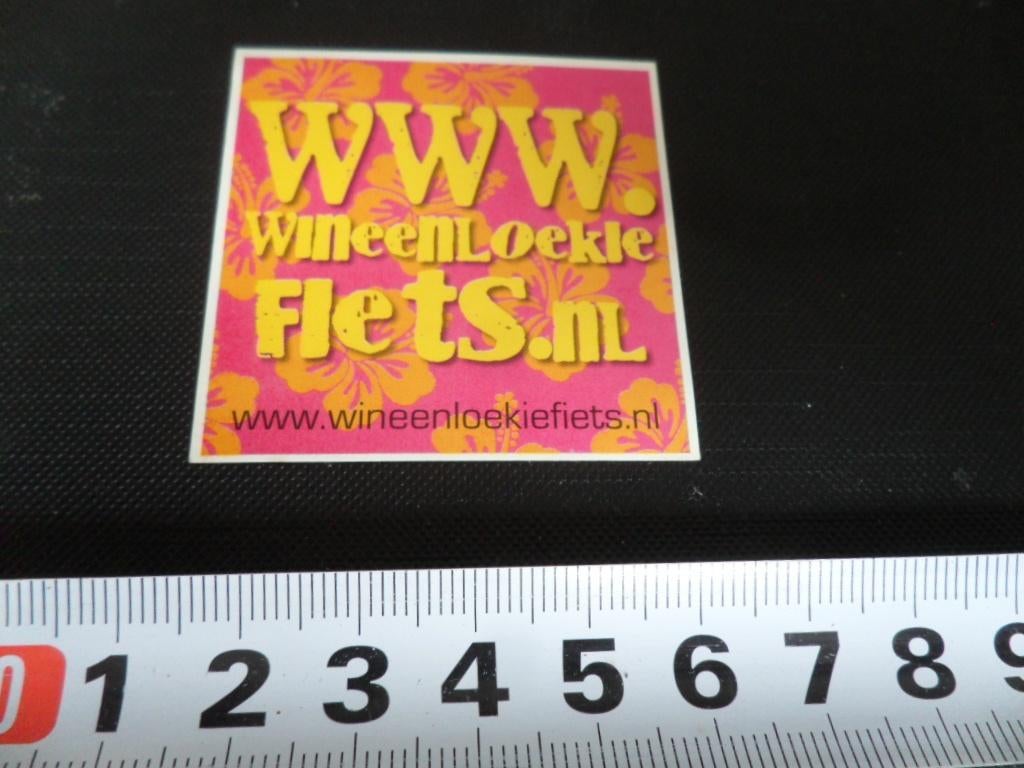 www.
wineenloekie
fiets.nl
www.wineenloekiefiets.nl
0 1 2 3 4 5 6 7 8 9